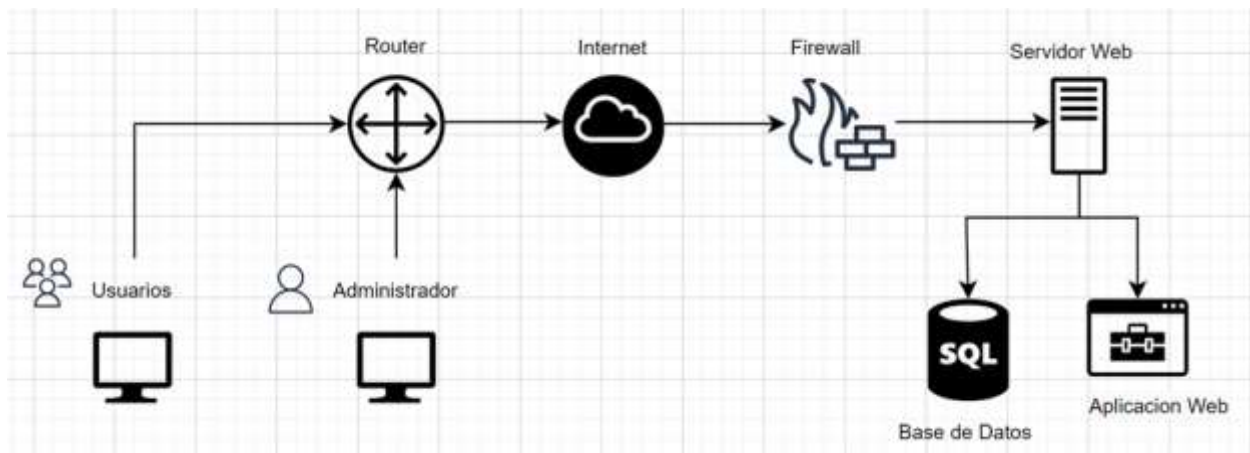 Router
Internet
Firewall
Servidor Web
Usuarios
Administrador
SQL
Base de Datos
Aplicacion Web